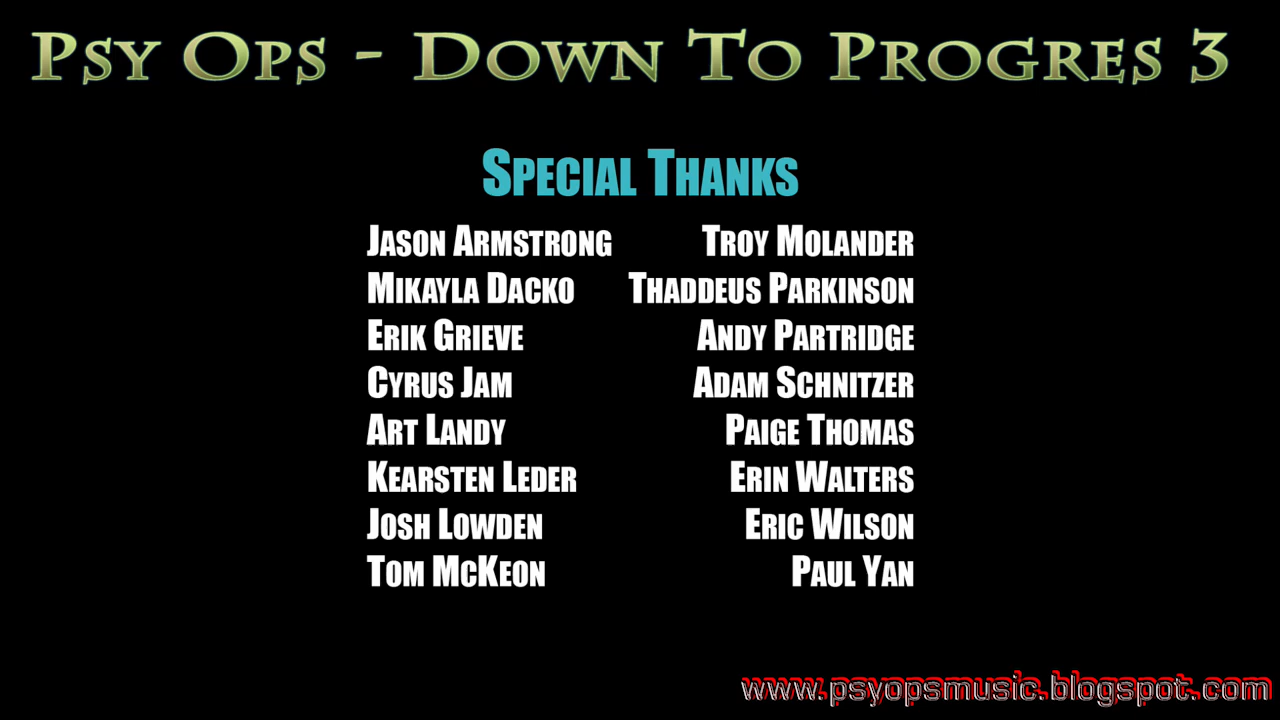 Psy Ops - Down To Progres 3
Special Thanks
Jason Armstrong Troy Molander
Mikayla Dacko Thaddeus Parkinson
Erik Grieve Andy Partridge
Cyrus Jam Adam Schnitzer
Art Landy Paige Thomas
Kearsten Leder Erin Walters
Josh Lowden Eric Wilson
Tom McKeon Paul Yan
www.psyopsmusic.blogspot.com